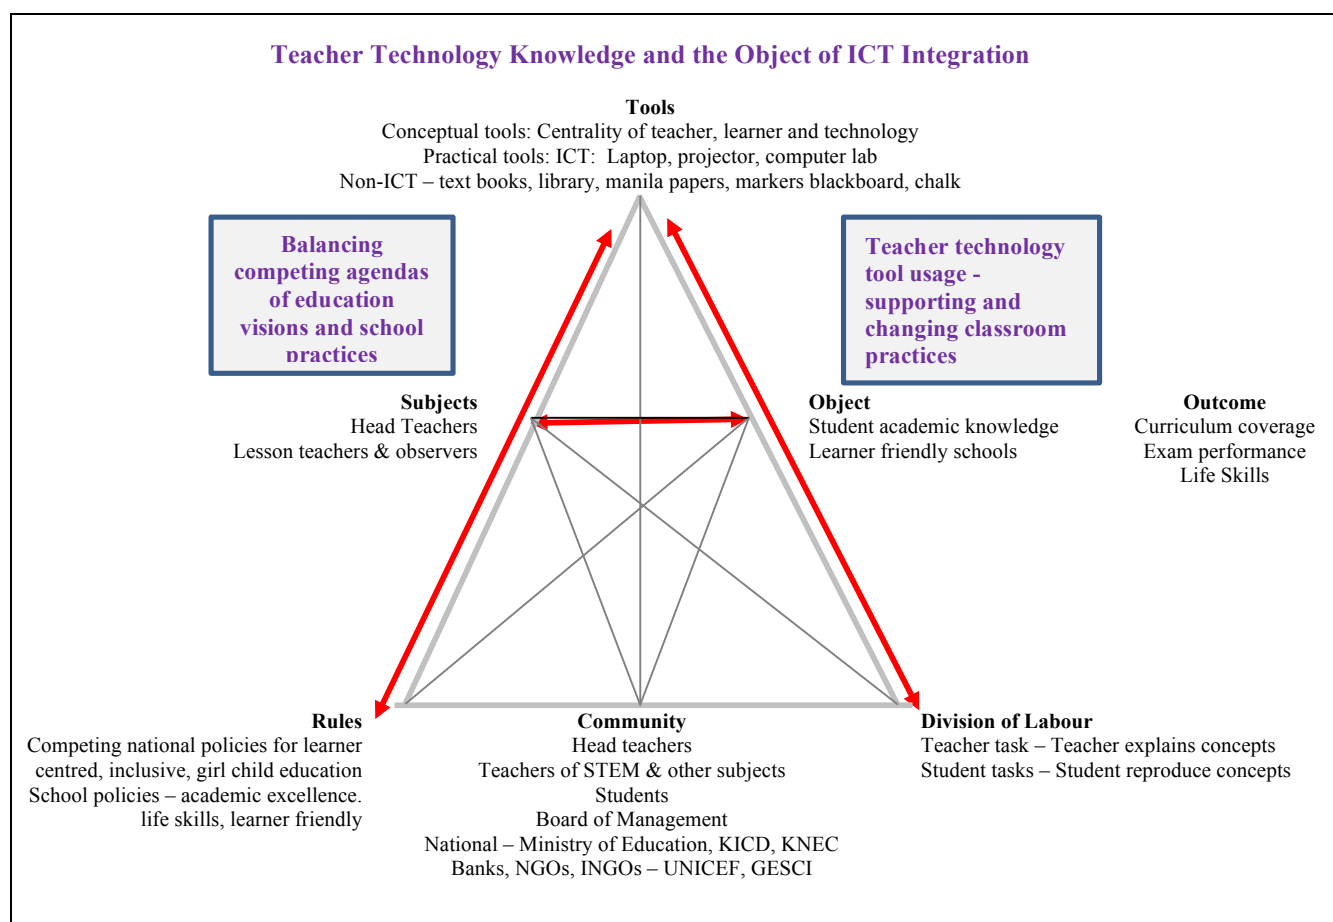 Teacher Technology Knowledge and the Object of ICT Integration
Tools
Conceptual tools: Centrality of teacher, learner and technology
Practical tools: ICT:  Laptop, projector, computer lab
Non-ICT – text books, library, manila papers, markers blackboard, chalk
Balancing
competing agendas
of education
visions and school
practices
Teacher technology
tool usage -
supporting and
changing classroom
practices
Subjects
Head Teachers
Lesson teachers & observers
Object
Student academic knowledge
Learner friendly schools
Outcome
Curriculum coverage
Exam performance
Life Skills
Rules
Competing national policies for learner
centred, inclusive, girl child education
School policies – academic excellence.
life skills, learner friendly
Community
Head teachers
Teachers of STEM & other subjects
Students
Board of Management
National – Ministry of Education, KICD, KNEC
Banks, NGOs, INGOs – UNICEF, GESCI
Division of Labour
Teacher task – Teacher explains concepts
Student tasks – Student reproduce concepts